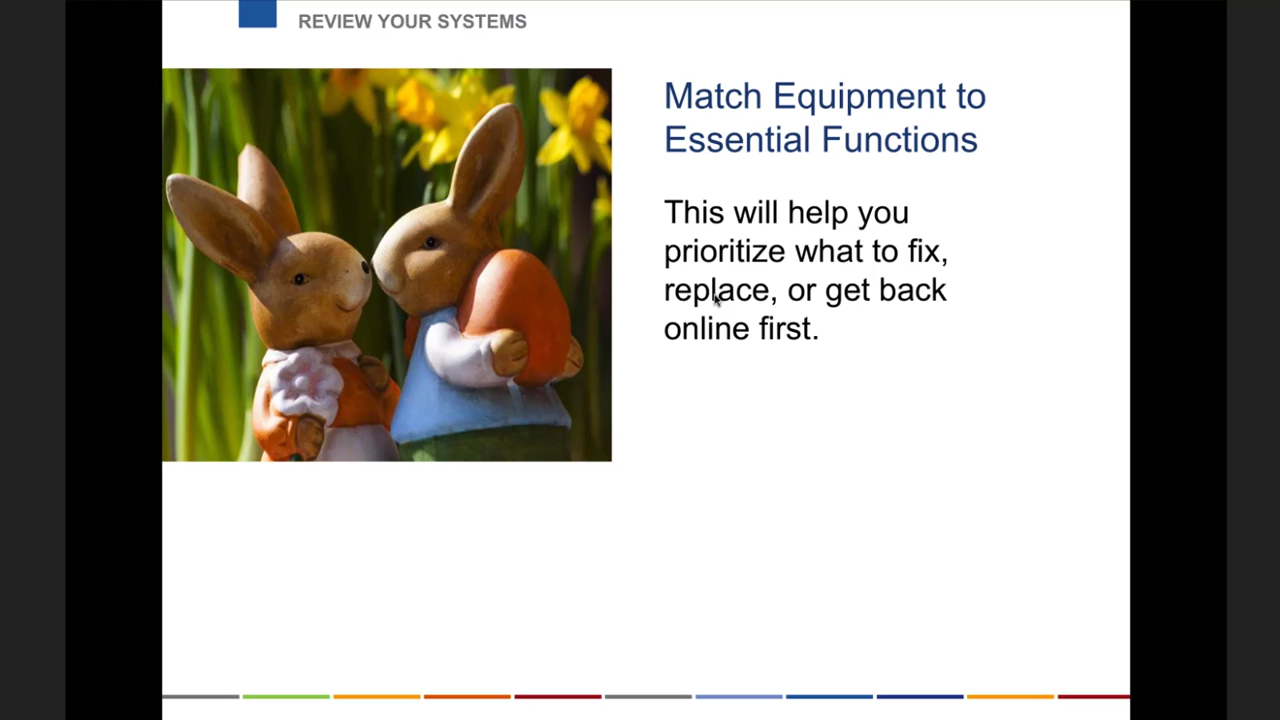 REVIEW YOUR SYSTEMS
Match Equipment to
Essential Functions
This will help you
prioritize what to fix,
replace, or get back
online first.